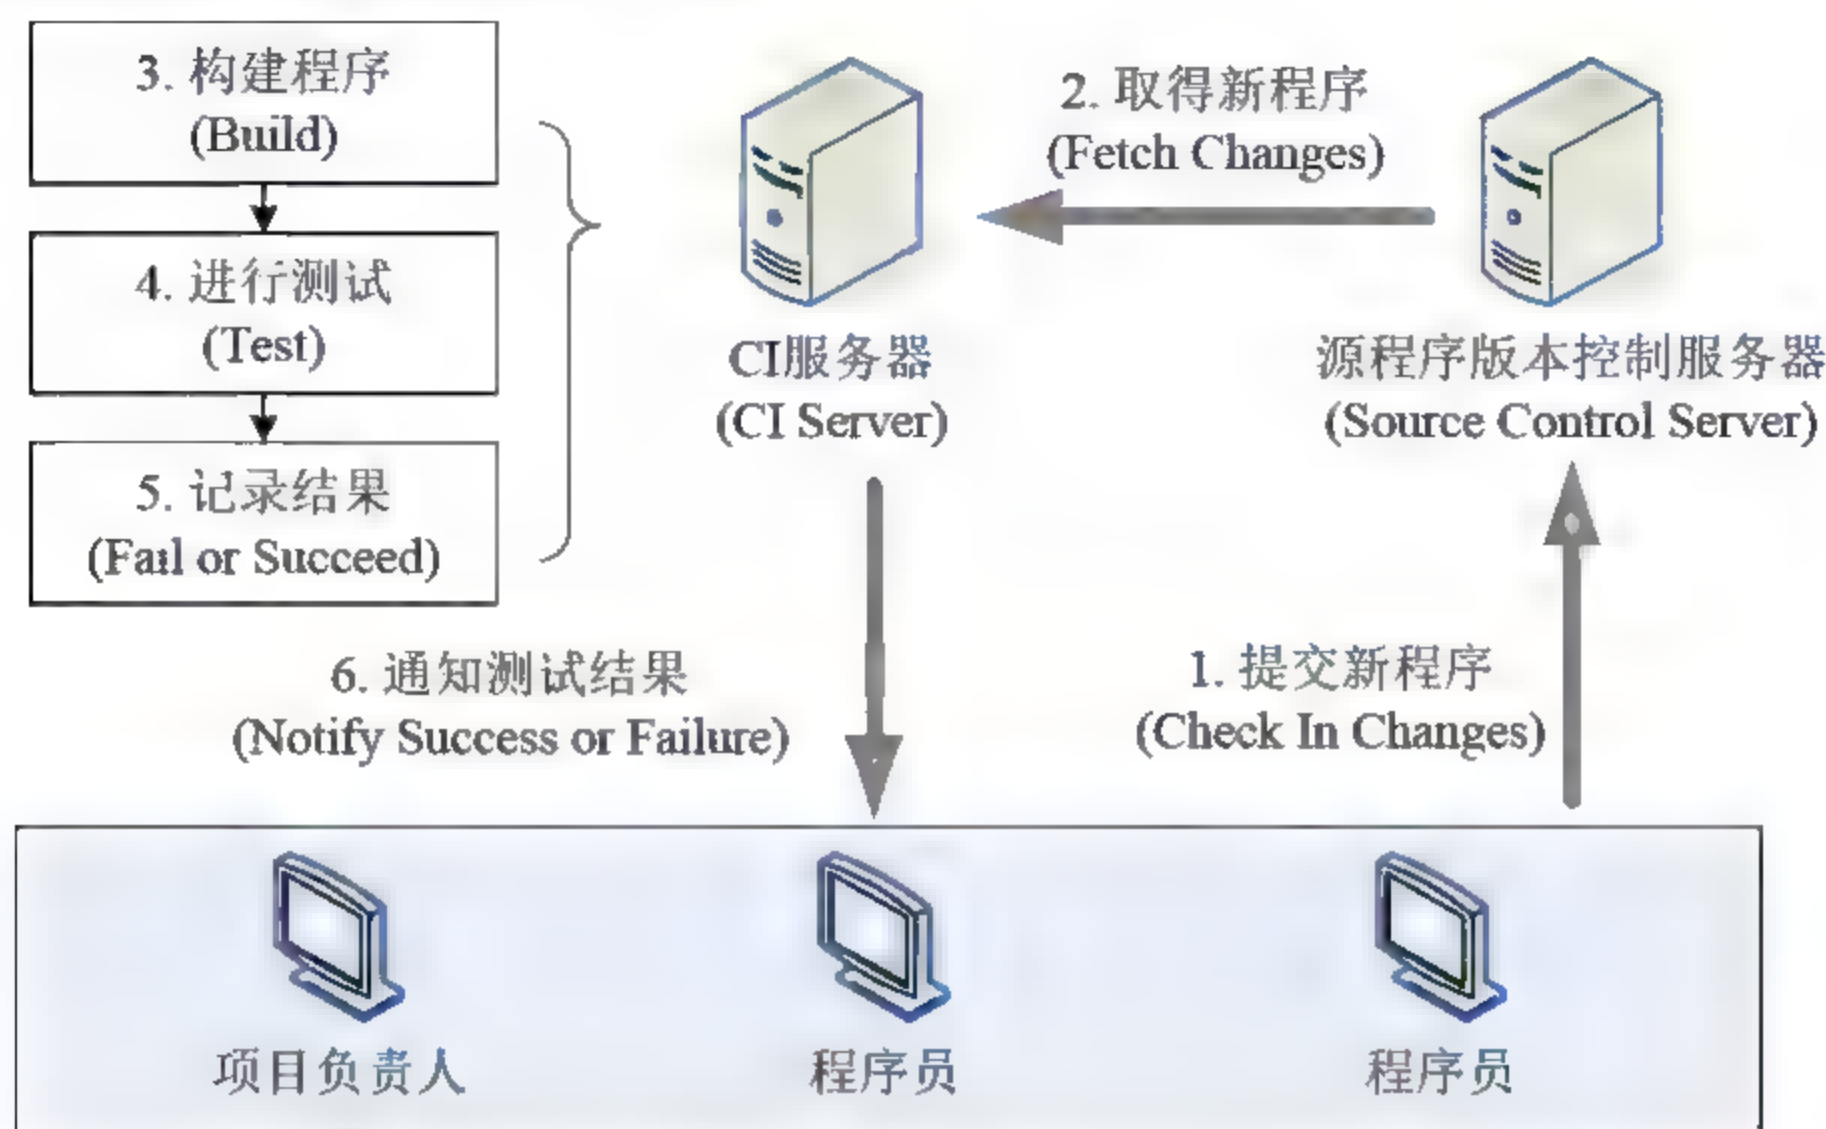 3. 构建程序
(Build)
4. 进行测试
(Test)
5. 记录结果
(Fail or Succeed)
CI服务器
(CI Server)
2. 取得新程序
(Fetch Changes)
源程序版本控制服务器
(Source Control Server)
6. 通知测试结果
(Notify Success or Failure)
1. 提交新程序
(Check In Changes)
项目负责人
程序员
程序员